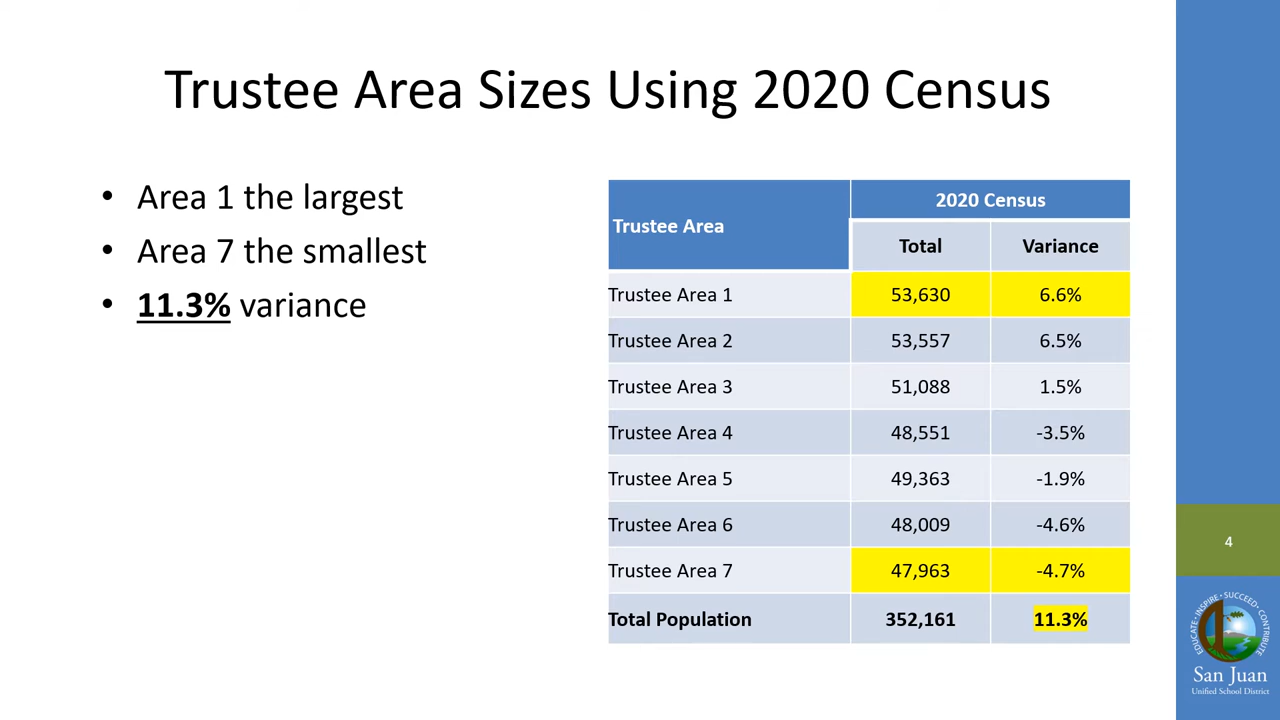 Trustee Area Sizes Using 2020 Census
• Area 1 the largest
• Area 7 the smallest
• 11.3% variance
Trustee Area 2020 Census
Total Variance
Trustee Area 1 53,630 6.6%
Trustee Area 2 53,557 6.5%
Trustee Area 3 51,088 1.5%
Trustee Area 4 48,551 -3.5%
Trustee Area 5 49,363 -1.9%
Trustee Area 6 48,009 -4.6%
Trustee Area 7 47,963 -4.7%
Total Population 352,161 11.3%
4
EDUCATE • INSPIRE • SUCCEED • CONTRIBUTE
San Juan
Unified School District